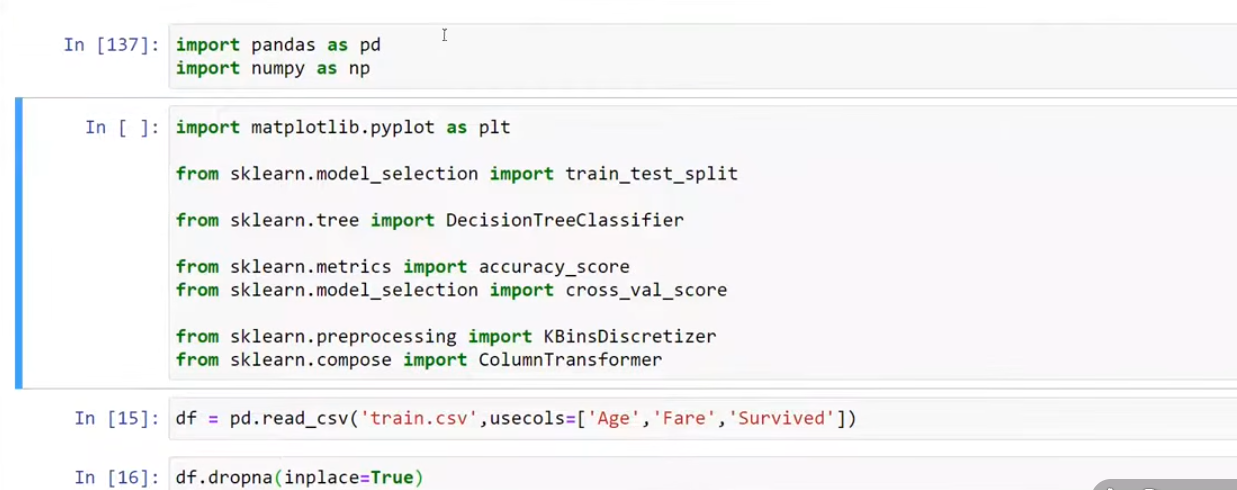 In [137]: import pandas as pd
import numpy as np
In [ ]: import matplotlib.pyplot as plt
from sklearn.model_selection import train_test_split
from sklearn.tree import DecisionTreeClassifier
from sklearn.metrics import accuracy_score
from sklearn.model_selection import cross_val_score
from sklearn.preprocessing import KBinsDiscretizer
from sklearn.compose import ColumnTransformer
In [15]: df = pd.read_csv('train.csv',usecols=['Age','Fare','Survived'])
In [16]: df.dropna(inplace=True)